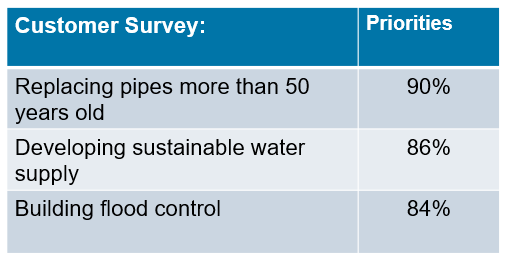 Customer Survey: Priorities
Replacing pipes more than 50
years old
90%
Developing sustainable water
supply
86%
Building flood control 84%